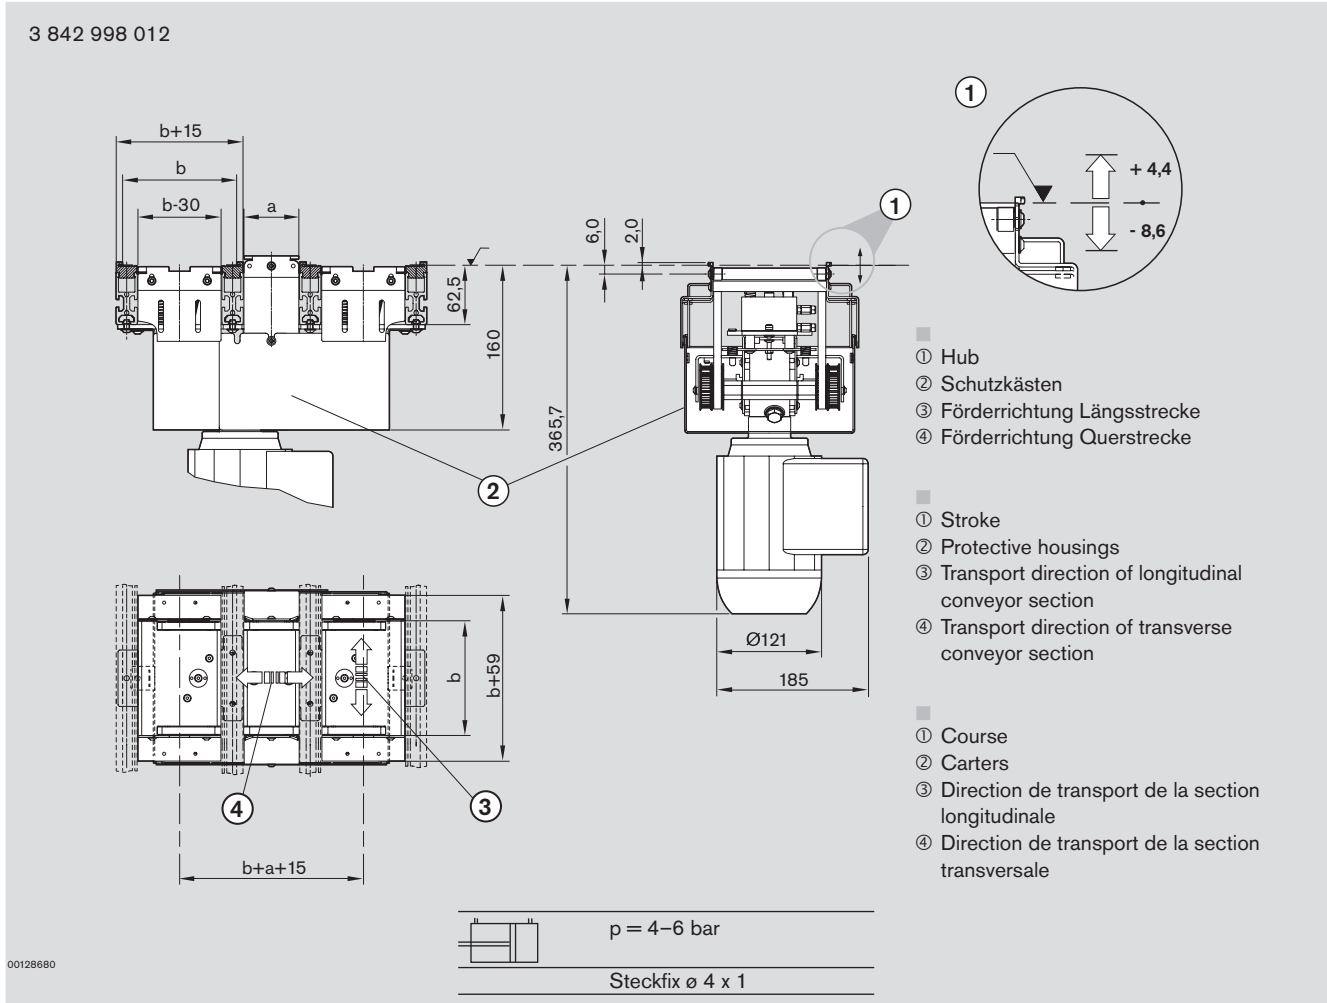 3 842 998 012
b+15
b
b-30
a
62,5
160
365,7
6,0
2,0
1
1
+ 4,4
- 8,6
2
Ø121
185
b
b+59
4
3
b+a+15
① Hub
② Schutzkästen
③ Förderrichtung Längsstrecke
④ Förderrichtung Querstrecke
① Stroke
② Protective housings
③ Transport direction of longitudinal
conveyor section
④ Transport direction of transverse
conveyor section
① Course
② Carters
③ Direction de transport de la section
longitudinale
④ Direction de transport de la section
transversale
p = 4–6 bar
Steckfix ø 4 x 1
00128680